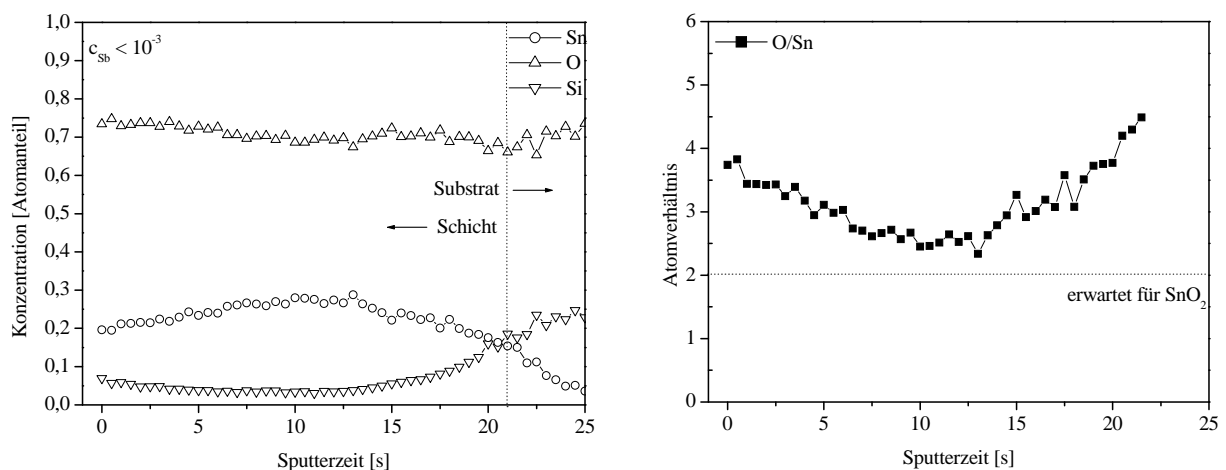 c_Sb < 10^-3
Sn
O
Si
Substrat
Schicht
Konzentration [Atomanteil]
1,0
0,9
0,8
0,7
0,6
0,5
0,4
0,3
0,2
0,1
0,0
0 5 10 15 20 25
Sputterzeit [s]
O/Sn
Atomverhältnis
6
5
4
3
2
1
0
erwartet für SnO₂
0 5 10 15 20 25
Sputterzeit [s]